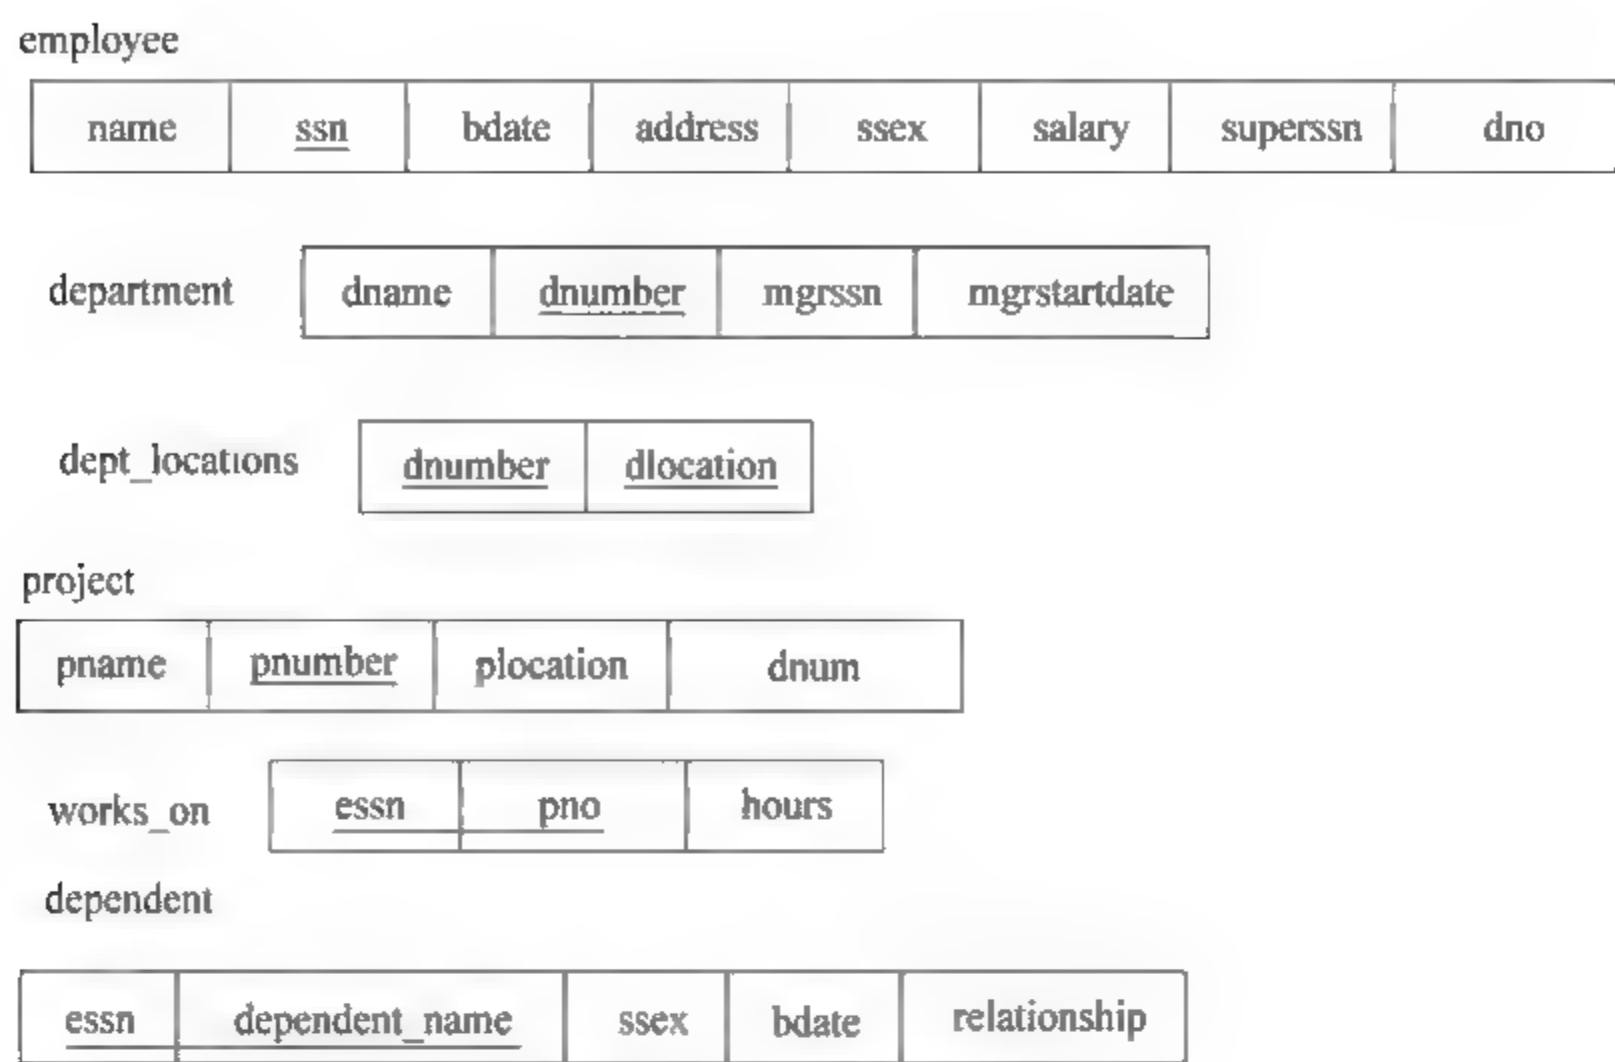 employee
name ssn bdate address ssex salary superssn dno
department dname dnumber mgrssn mgrstartdate
dept_locations dnumber dlocation
project
pname pnumber plocation dnum
works_on essn pno hours
dependent
essn dependent_name ssex bdate relationship